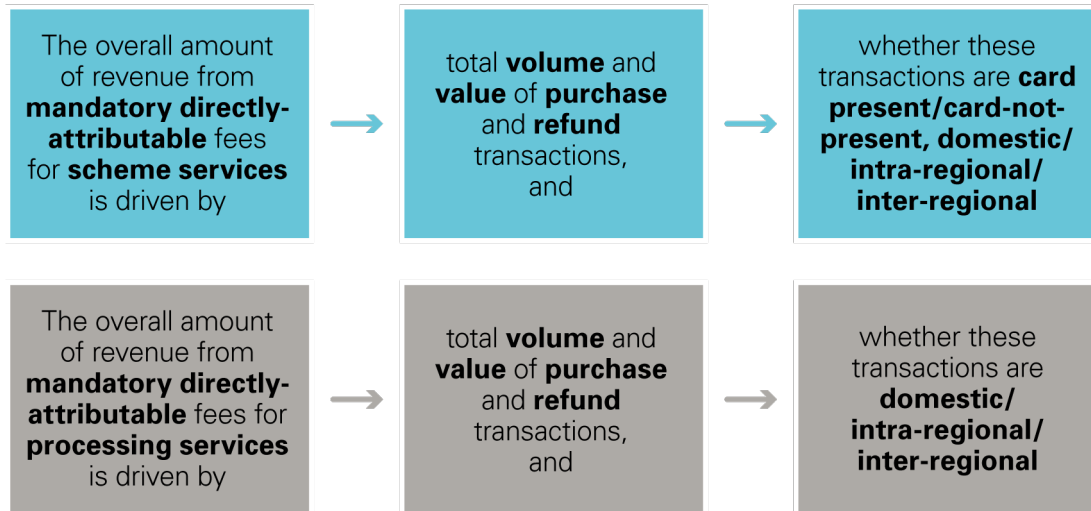 The overall amount
of revenue from
mandatory directly-
attributable fees
for scheme services
is driven by
total volume and
value of purchase
and refund
transactions,
and
whether these
transactions are card
present/card-not-
present, domestic/
intra-regional/
inter-regional
The overall amount
of revenue from
mandatory directly-
attributable fees for
processing services
is driven by
total volume and
value of purchase
and refund
transactions,
and
whether these
transactions are
domestic/
intra-regional/
inter-regional